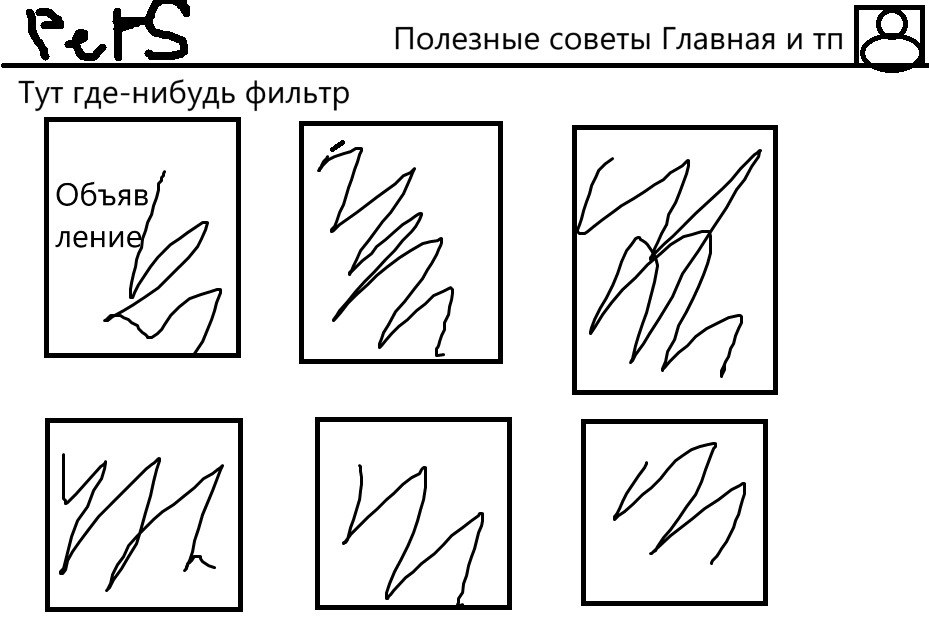 Pets
Полезные советы Главная и тп
Тут где-нибудь фильтр
Объяв
ление